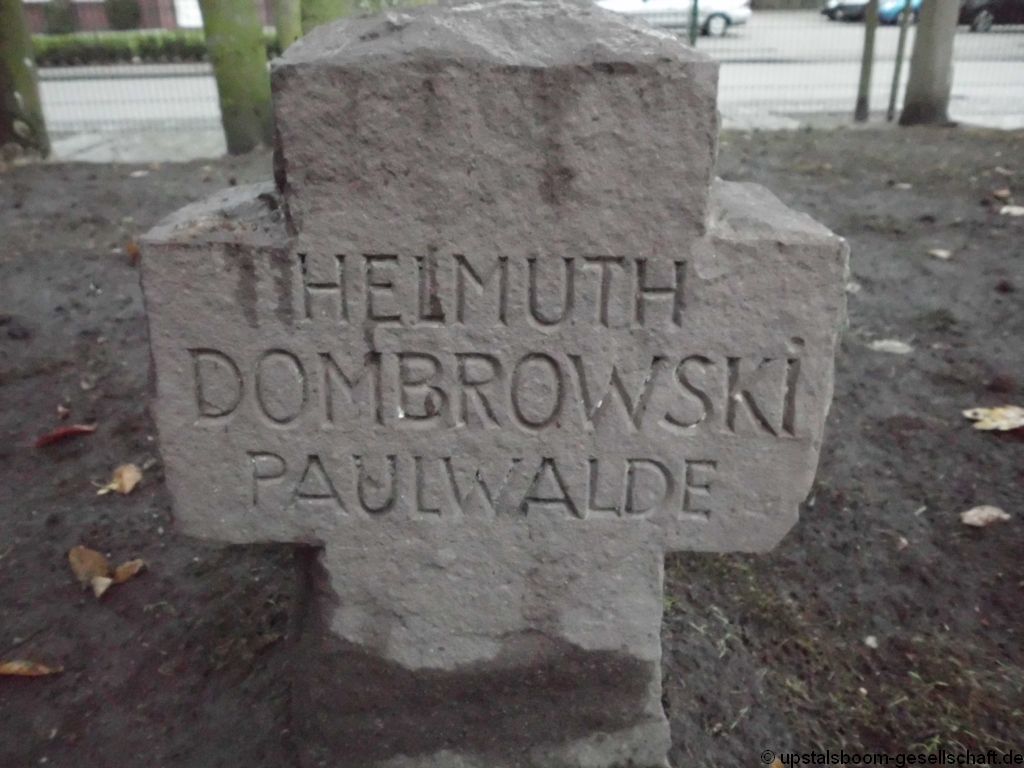 HELMUTH
DOMBROWSKI
PAULWALDE
© upstalsboom-gesellschaft.de